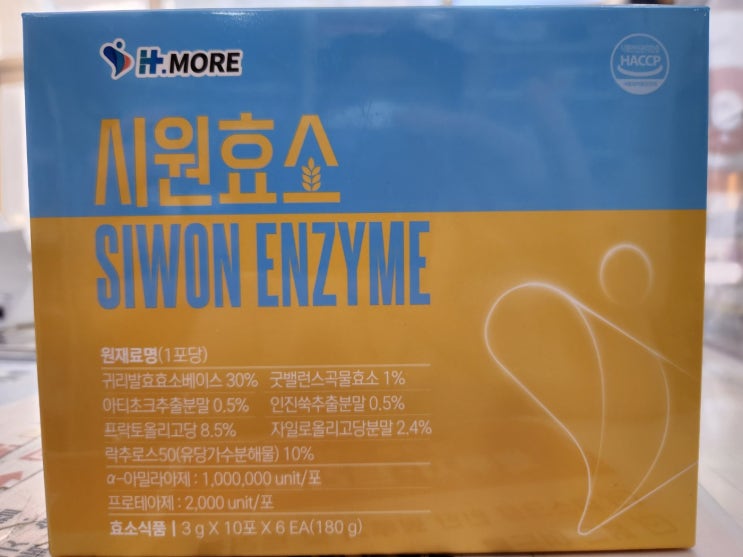 H.MORE
HACCP
시원효소
SIWON ENZYME
원재료명(1포당)
귀리발효효소베이스 30% 굿밸런스곡물효소 1%
아티초크추출분말 0.5% 인진쑥추출분말 0.5%
프락토올리고당 8.5% 자일로올리고당분말 2.4%
락추로스50(유당가수분해물) 10%
α-아밀라아제 : 1,000,000 unit/포
프로테아제 : 2,000 unit/포
효소식품 | 3 g X 10포 X 6 EA(180 g)